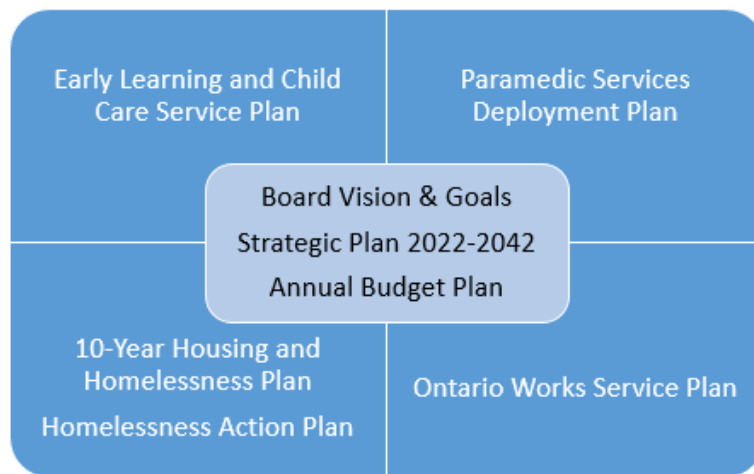 Early Learning and Child
Care Service Plan
Paramedic Services
Deployment Plan
Board Vision & Goals
Strategic Plan 2022-2042
Annual Budget Plan
10-Year Housing and
Homelessness Plan
Homelessness Action Plan
Ontario Works Service Plan